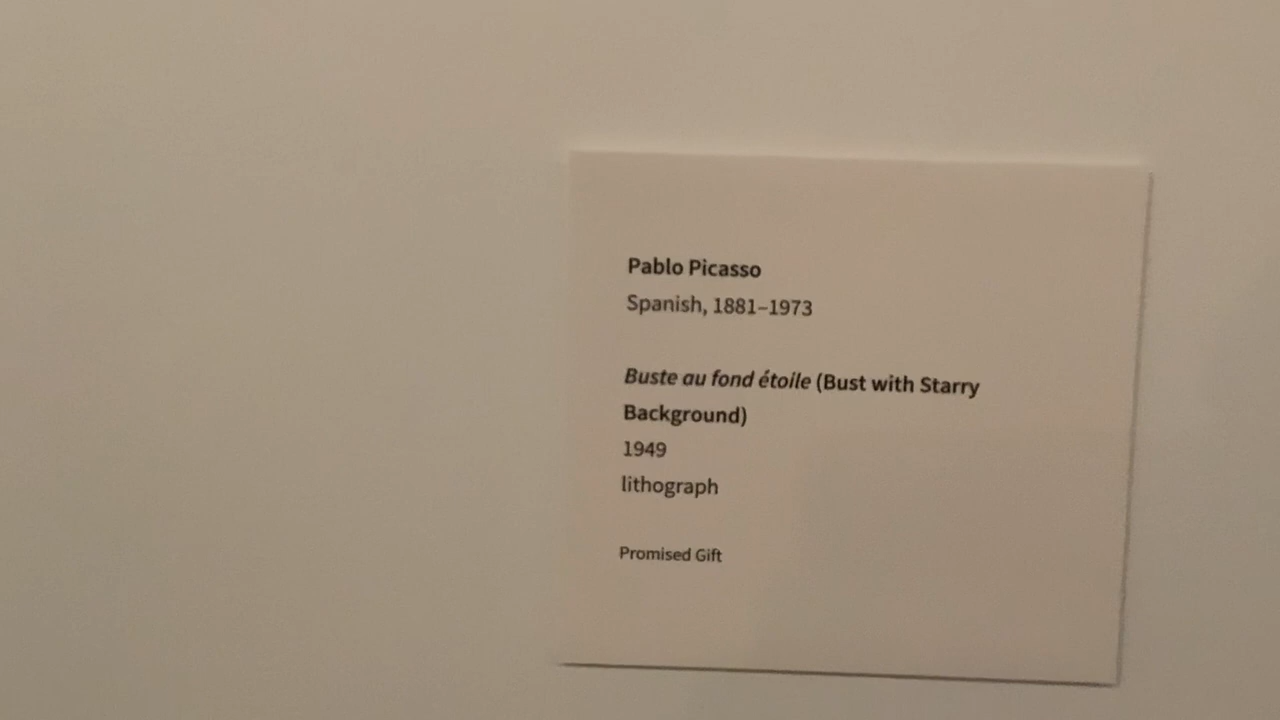 Pablo Picasso
Spanish, 1881–1973
Buste au fond étoile (Bust with Starry
Background)
1949
lithograph
Promised Gift